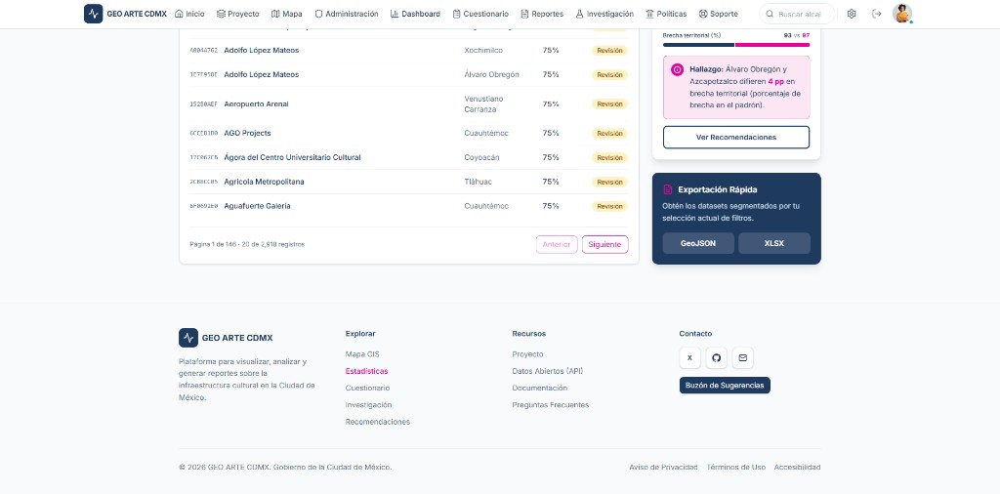 GEO ARTE CDMX Inicio Proyecto Mapa Administración Dashboard Cuestionario Reportes Investigación Políticas Soporte Buscar alcal
Adolfo López Mateos Xochimilco 75% Revisión
Adolfo López Mateos Álvaro Obregón 75% Revisión
15280AEF Aeropuerto Arenal Venustiano Carranza 75% Revisión
AGO Projects Cuauhtémoc 75% Revisión
17C067CB Ágora del Centro Universitario Cultural Coyoacán 75% Revisión
Agrícola Metropolitana Tláhuac 75% Revisión
6F0692E0 Aguafuerte Galería Cuauhtémoc 75% Revisión
Página 1 de 146 · 20 de 2,918 registros
Anterior Siguiente
Brecha territorial (%) 93 vs 97
Hallazgo: Álvaro Obregón y
Azcapotzalco difieren 4 pp en
brecha territorial (porcentaje de
brecha en el padrón).
Ver Recomendaciones
Exportación Rápida
Obtén los datasets segmentados por tu
selección actual de filtros.
GeoJSON XLSX
GEO ARTE CDMX
Plataforma para visualizar, analizar y
generar reportes sobre la
infraestructura cultural en la Ciudad de
México.
Explorar
Mapa GIS
Estadísticas
Cuestionario
Investigación
Recomendaciones
Recursos
Proyecto
Datos Abiertos (API)
Documentación
Preguntas Frecuentes
Contacto
X
Buzón de Sugerencias
© 2026 GEO ARTE CDMX. Gobierno de la Ciudad de México.
Aviso de Privacidad Términos de Uso Accesibilidad